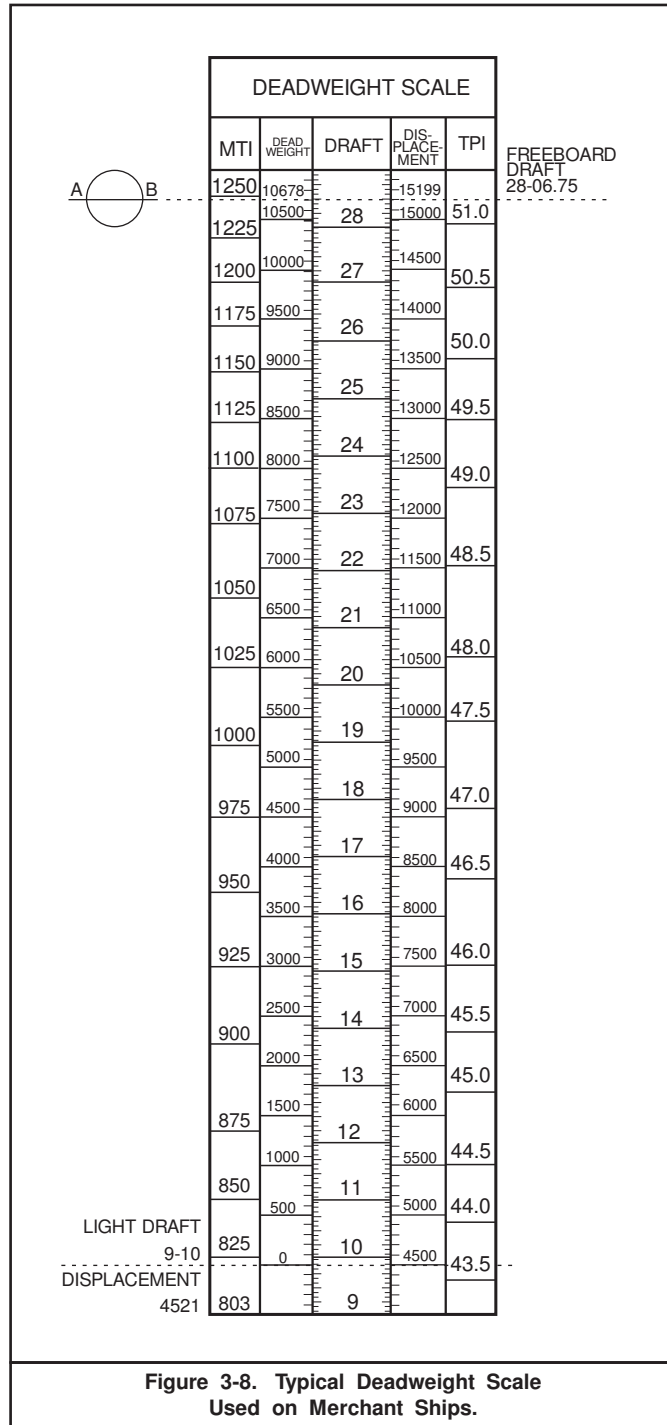 DEADWEIGHT SCALE
MTI DEAD WEIGHT DRAFT DIS- PLACE- MENT TPI
FREEBOARD
DRAFT
28-06.75
A B
1250 10678 15199
10500 28 15000 51.0
1225
1200 10000 27 14500 50.5
1175 9500 14000
26 50.0
1150 9000 13500
25
1125 8500 13000 49.5
24
1100 8000 12500 49.0
23
1075 7500 12000
22 48.5
7000 11500
1050
6500 21 11000
1025 6000 10500 48.0
20
5500 10000 47.5
1000 19
5000 9500
18 47.0
975 4500 9000
17
4000 8500 46.5
950
3500 16 8000
925 3000 15 7500 46.0
2500 14 7000 45.5
900
2000 6500
13 45.0
875 1500 6000
12
1000 5500 44.5
850 11
500 5000 44.0
LIGHT DRAFT
825 10
9-10 0 4500 43.5
DISPLACEMENT
4521 803 9
Figure 3-8. Typical Deadweight Scale
Used on Merchant Ships.